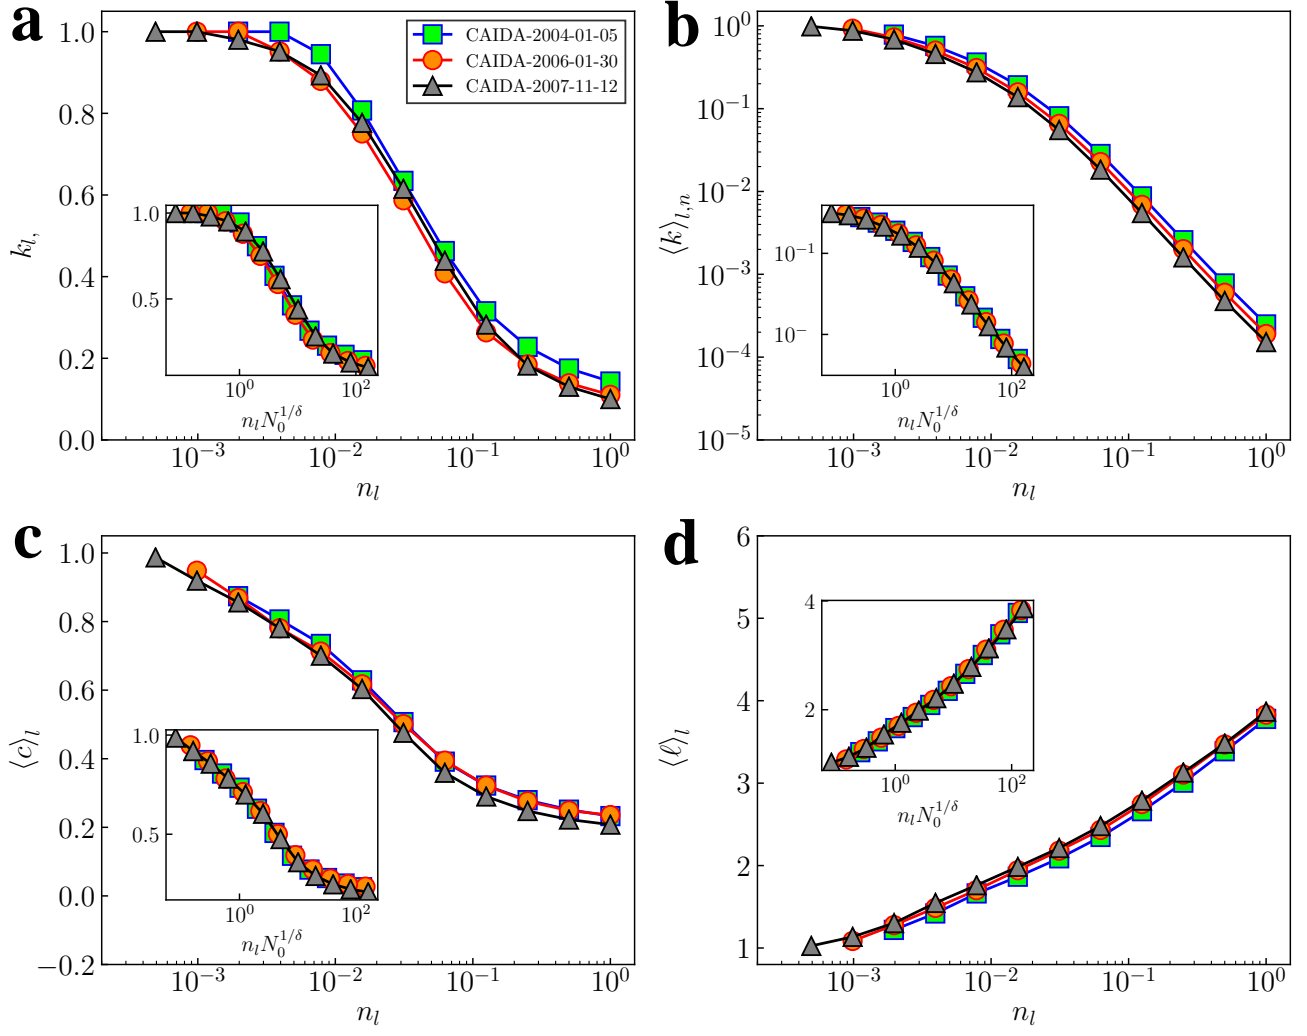 a
1.0
0.8
0.6
0.4
0.2
0.0
k_{l,}
CAIDA-2004-01-05
CAIDA-2006-01-30
CAIDA-2007-11-12
1.0
0.5
10^0 10^2
n_l N_0^{1/δ}
10^{-3} 10^{-2} 10^{-1} 10^0
n_l
b
10^0
10^{-1}
10^{-2}
10^{-3}
10^{-4}
10^{-5}
⟨k⟩_{l,n}
10^{-1}
10^-
10^0 10^2
n_l N_0^{1/δ}
10^{-3} 10^{-2} 10^{-1} 10^0
n_l
c
1.0
0.8
0.6
0.4
0.2
0.0
−0.2
⟨c⟩_l
1.0
0.5
10^0 10^2
n_l N_0^{1/δ}
10^{-3} 10^{-2} 10^{-1} 10^0
n_l
d
6
5
4
3
2
1
⟨ℓ⟩_l
4
2
10^0 10^2
n_l N_0^{1/δ}
10^{-3} 10^{-2} 10^{-1} 10^0
n_l